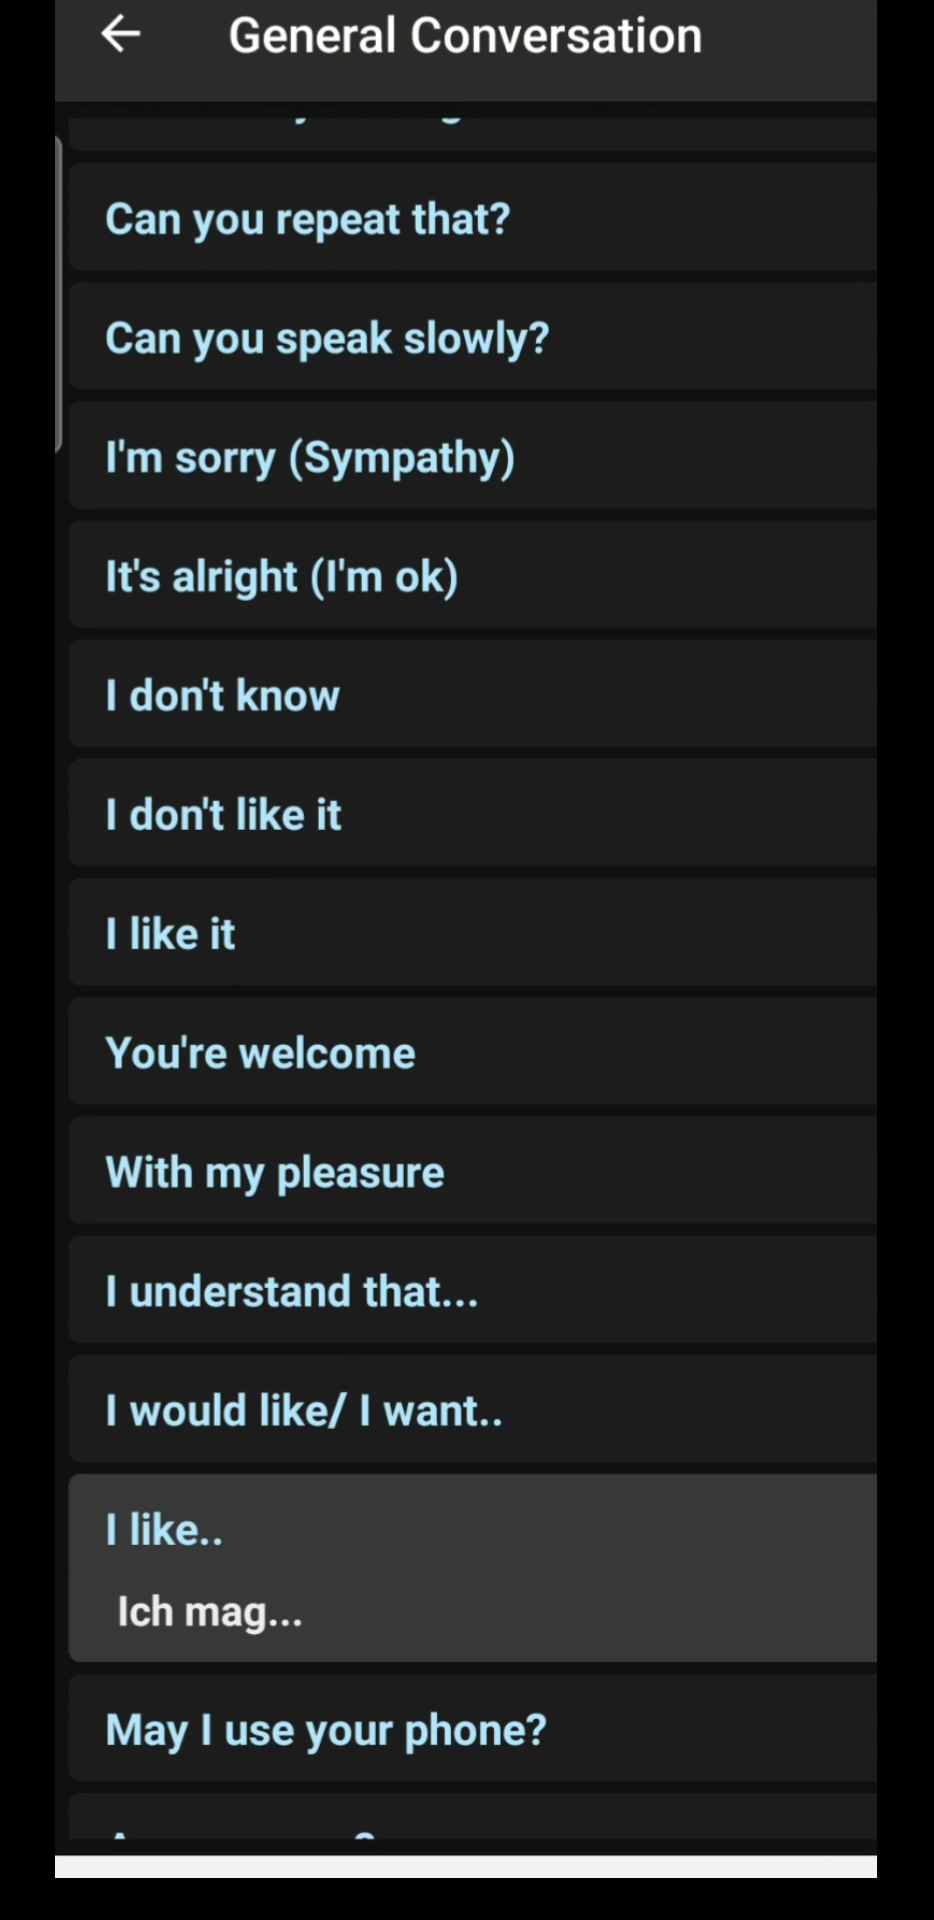 General Conversation
Can you repeat that?
Can you speak slowly?
I'm sorry (Sympathy)
It's alright (I'm ok)
I don't know
I don't like it
I like it
You're welcome
With my pleasure
I understand that...
I would like/ I want..
I like..
Ich mag...
May I use your phone?